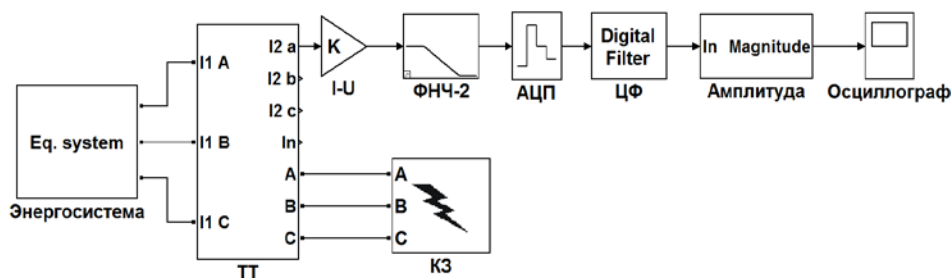 I2 a
K
I-U
ФНЧ-2
АЦП
Digital
Filter
ЦФ
In Magnitude
Амплитуда
Осциллограф
I1 A
I2 b
I2 c
Eq. system
Энергосистема
I1 B
In
A
A
B
B
I1 C
C
C
ТТ
КЗ